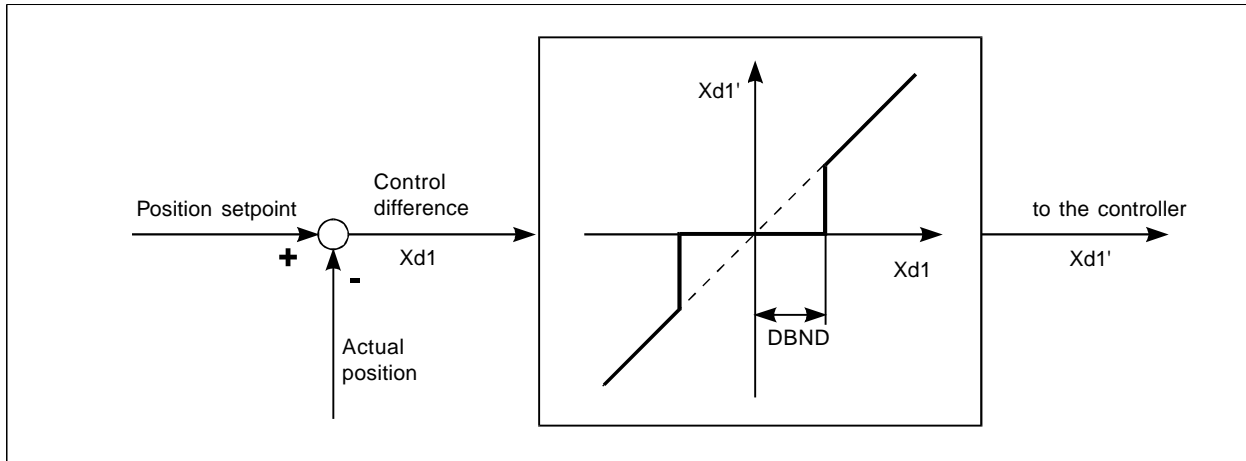 Position setpoint
+
-
Control
difference
Xd1
Actual
position
Xd1'
Xd1
DBND
to the controller
Xd1'